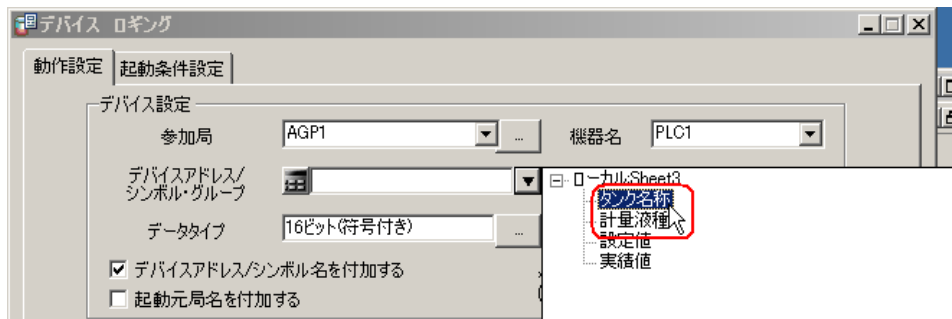 デバイス ロギング
動作設定 起動条件設定
デバイス設定
参加局 AGP1 ... 機器名 PLC1
デバイスアドレス/
シンボル・グループ
ローカル:Sheet3
タンク名称
計量液種
設定値
実績値
データタイプ 16ビット(符号付き) ...
デバイスアドレス/シンボル名を付加する
起動元局名を付加する